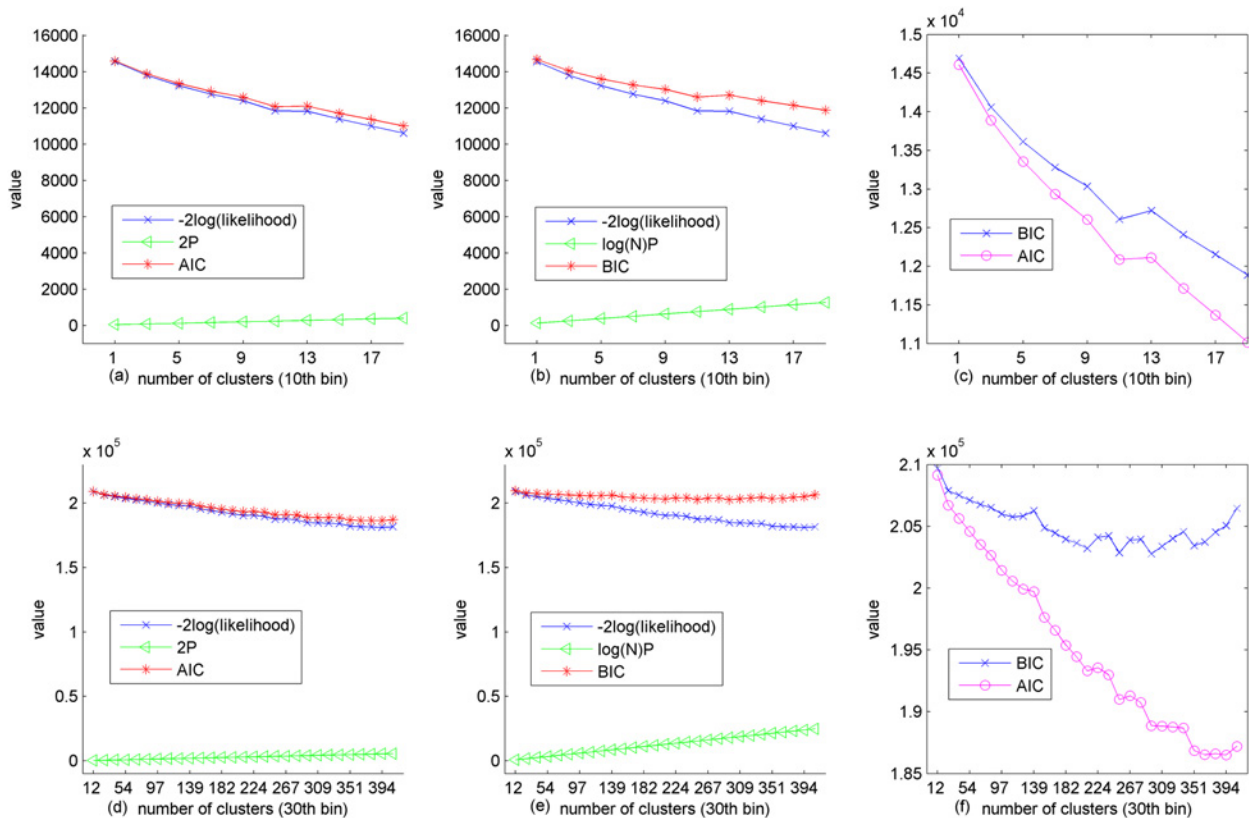 16000
14000
12000
10000
8000
6000
4000
2000
0
value
-2log(likelihood)
2P
AIC
1 5 9 13 17
(a) number of clusters (10th bin)
16000
14000
12000
10000
8000
6000
4000
2000
0
value
-2log(likelihood)
log(N)P
BIC
1 5 9 13 17
(b) number of clusters (10th bin)
x 10^4
1.5
1.45
1.4
1.35
1.3
1.25
1.2
1.15
1.1
value
BIC
AIC
1 5 9 13 17
(c) number of clusters (10th bin)
x 10^5
2
1.5
1
0.5
0
value
-2log(likelihood)
2P
AIC
12 54 97 139 182 224 267 309 351 394
(d) number of clusters (30th bin)
x 10^5
2
1.5
1
0.5
0
value
-2log(likelihood)
log(N)P
BIC
12 54 97 139 182 224 267 309 351 394
(e) number of clusters (30th bin)
x 10^5
2.1
2.05
2
1.95
1.9
1.85
value
BIC
AIC
12 54 97 139 182 224 267 309 351 394
(f) number of clusters (30th bin)